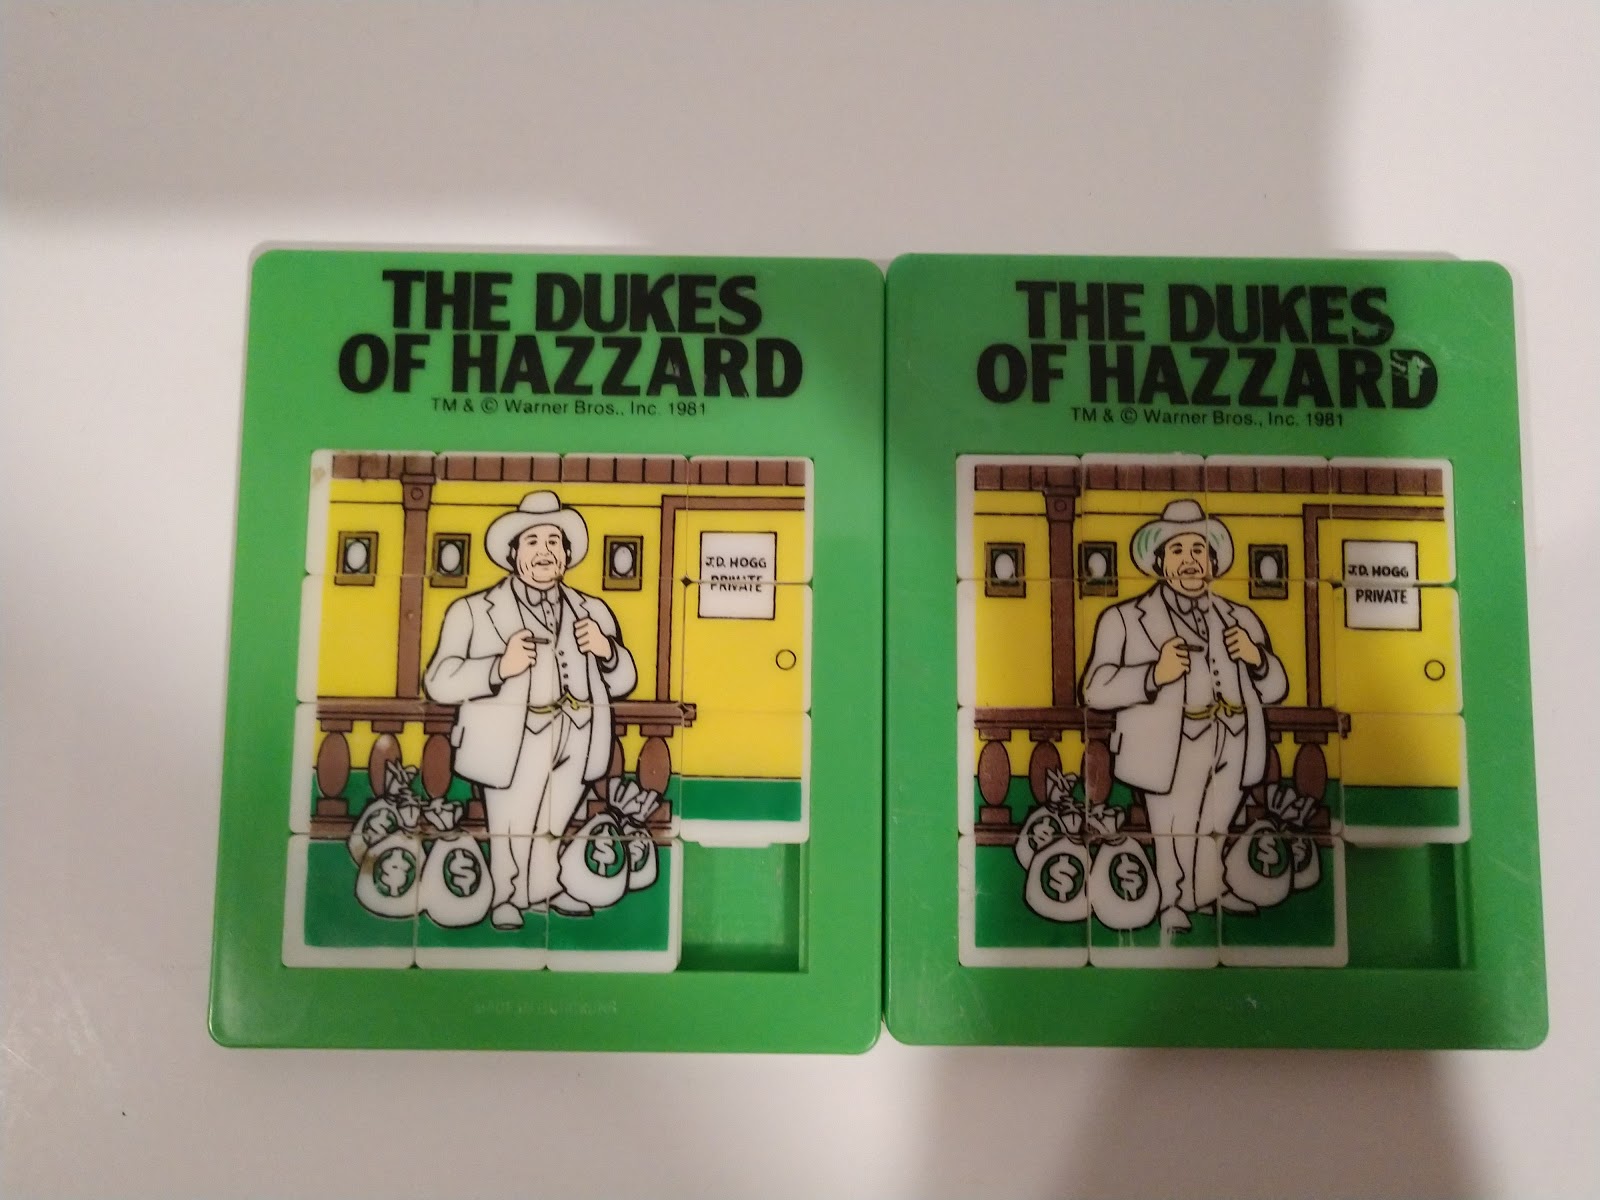 THE DUKES
OF HAZZARD
TM & © Warner Bros., Inc. 1981
J.D. HOGG
PRIVATE
$
$
$
$
THE DUKES
OF HAZZARD
TM & © Warner Bros., Inc. 1981
J.D. HOGG
PRIVATE
$
$
$
$